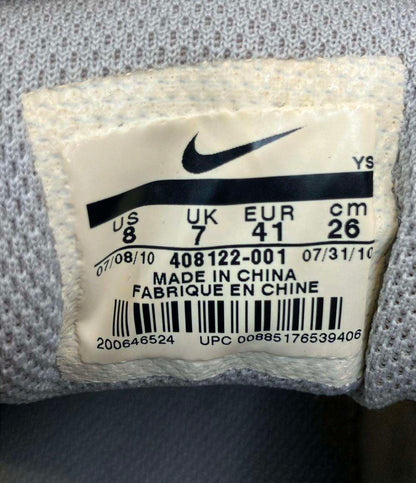 YS
US UK EUR cm
8 7 41 26
07/08/10 408122-001 07/31/10
MADE IN CHINA
FABRIQUE EN CHINE
200646524 UPC 00885176539406